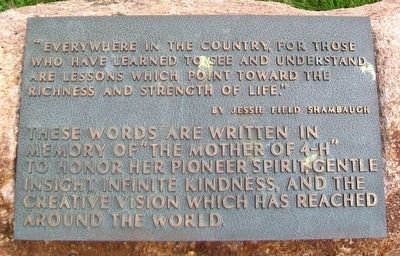 "EVERYWHERE IN THE COUNTRY, FOR THOSE
WHO HAVE LEARNED TO SEE AND UNDERSTAND,
ARE LESSONS WHICH POINT TOWARD THE
RICHNESS AND STRENGTH OF LIFE."
BY JESSIE FIELD SHAMBAUGH
THESE WORDS ARE WRITTEN IN
MEMORY OF "THE MOTHER OF 4-H"
TO HONOR HER PIONEER SPIRIT, GENTLE
INSIGHT, INFINITE KINDNESS, AND THE
CREATIVE VISION WHICH HAS REACHED
AROUND THE WORLD.